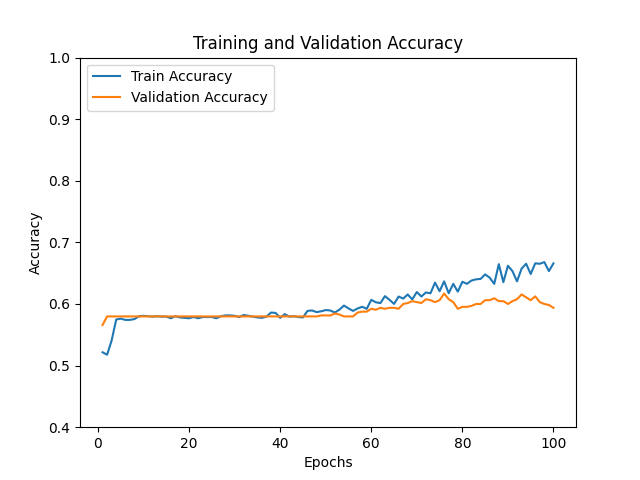 Training and Validation Accuracy
1.0
Train Accuracy
Validation Accuracy
0.9
0.8
0.7
Accuracy
0.6
0.5
0.4
0 20 40 60 80 100
Epochs